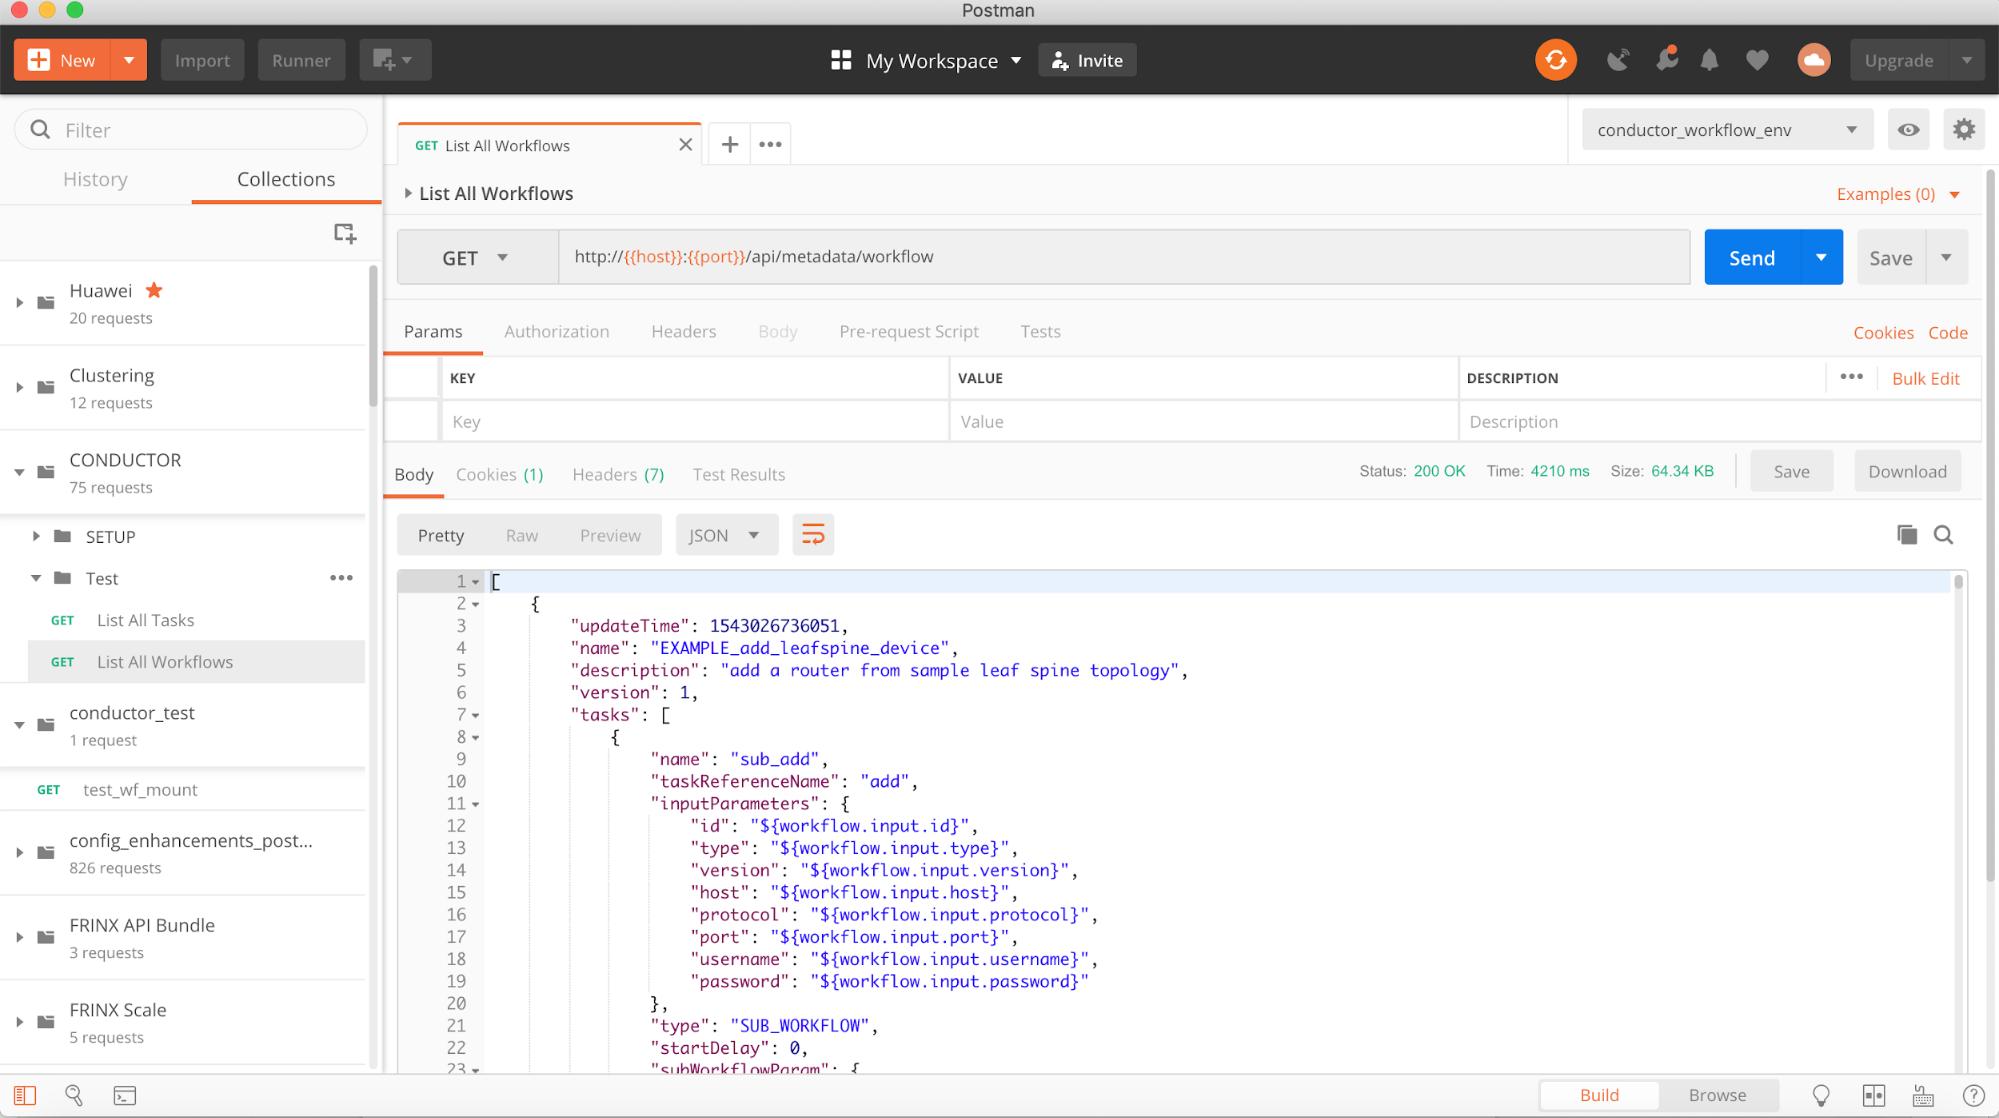 Postman
New
Import
Runner
My Workspace
Invite
Upgrade
Filter
History
Collections
Huawei
20 requests
Clustering
12 requests
CONDUCTOR
75 requests
SETUP
Test
GET List All Tasks
GET List All Workflows
conductor_test
1 request
GET test_wf_mount
config_enhancements_post...
826 requests
FRINX API Bundle
3 requests
FRINX Scale
5 requests
GET List All Workflows
conductor_workflow_env
List All Workflows
Examples (0)
GET
http://{{host}}:{{port}}/api/metadata/workflow
Send
Save
Params
Authorization
Headers
Body
Pre-request Script
Tests
Cookies
Code
KEY
VALUE
DESCRIPTION
Bulk Edit
Key
Value
Description
Body
Cookies (1)
Headers (7)
Test Results
Status: 200 OK
Time: 4210 ms
Size: 64.34 KB
Save
Download
Pretty
Raw
Preview
JSON
1 [
2 {
3 "updateTime": 1543026736051,
4 "name": "EXAMPLE_add_leafspine_device",
5 "description": "add a router from sample leaf spine topology",
6 "version": 1,
7 "tasks": [
8 {
9 "name": "sub_add",
10 "taskReferenceName": "add",
11 "inputParameters": {
12 "id": "${workflow.input.id}",
13 "type": "${workflow.input.type}",
14 "version": "${workflow.input.version}",
15 "host": "${workflow.input.host}",
16 "protocol": "${workflow.input.protocol}",
17 "port": "${workflow.input.port}",
18 "username": "${workflow.input.username}",
19 "password": "${workflow.input.password}"
20 },
21 "type": "SUB_WORKFLOW",
22 "startDelay": 0,
23 "subWorkflowParam": {
Build
Browse